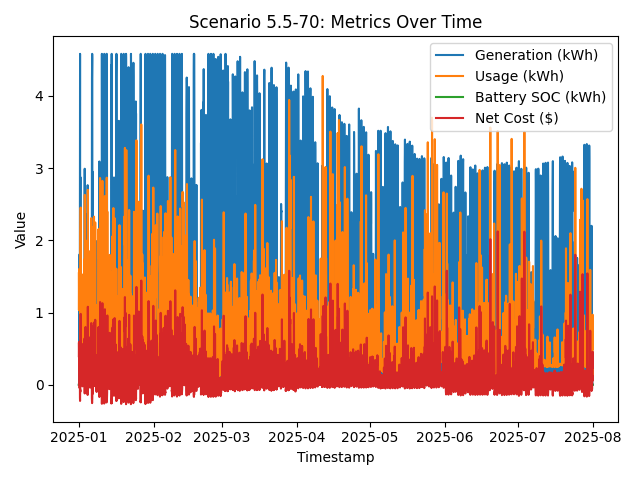 Scenario 5.5-70: Metrics Over Time
Generation (kWh)
Usage (kWh)
Battery SOC (kWh)
Net Cost ($)
Value
4
3
2
1
0
2025-01 2025-02 2025-03 2025-04 2025-05 2025-06 2025-07 2025-08
Timestamp